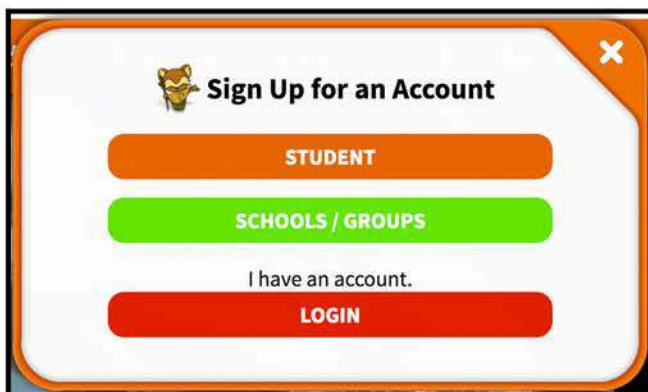 Sign Up for an Account
STUDENT
SCHOOLS / GROUPS
I have an account.
LOGIN